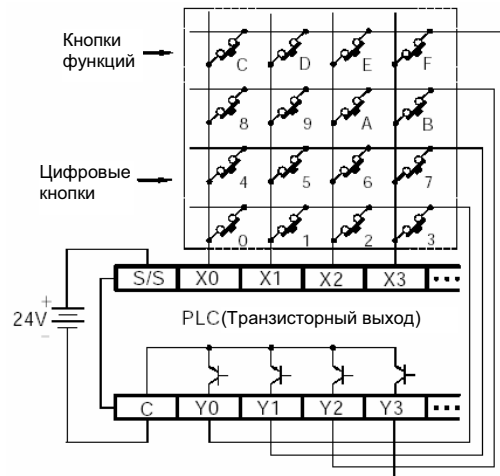 Кнопки
функций
C D E F
8 9 A B
Цифровые
кнопки
4 5 6 7
0 1 2 3
S/S X0 X1 X2 X3 •••
+
24V
−
PLC(Транзисторный выход)
C Y0 Y1 Y2 Y3 •••